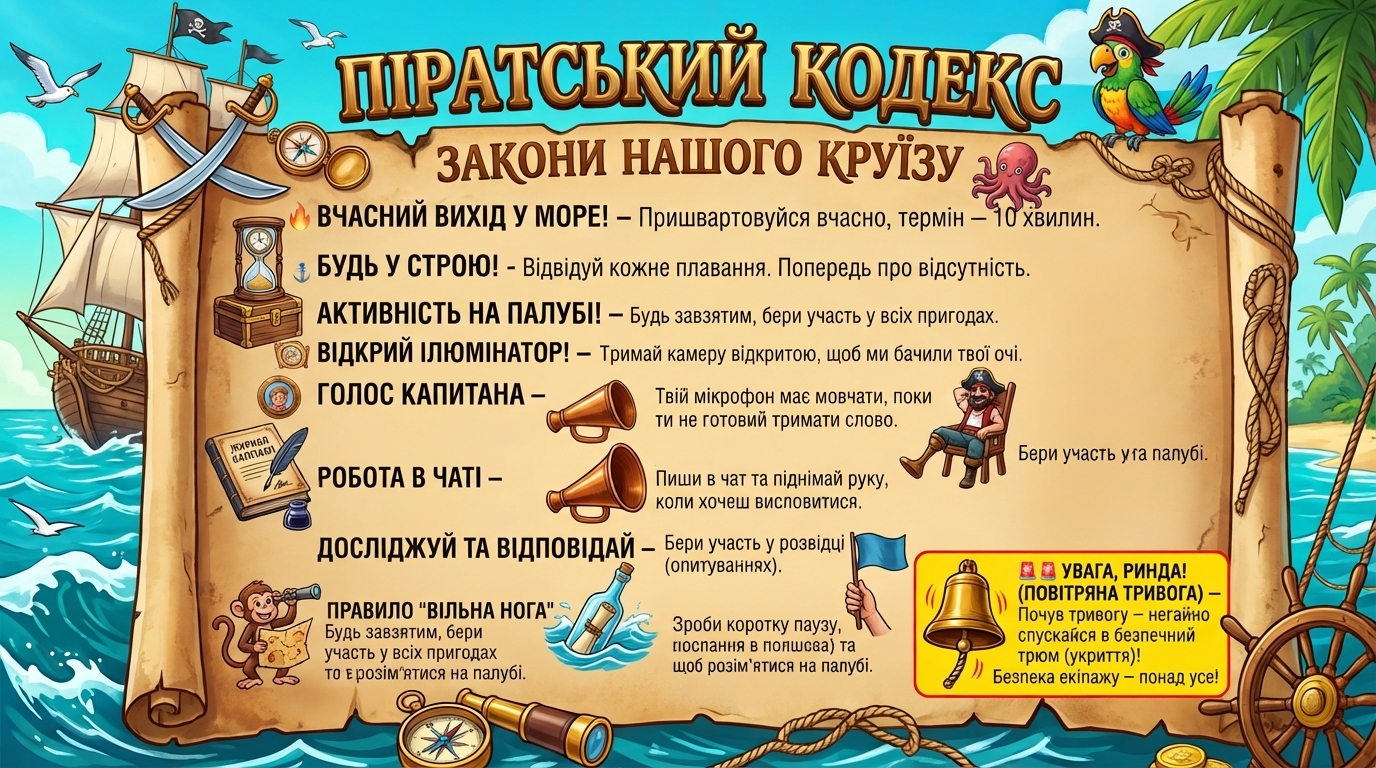 ПІРАТСЬКИЙ КОДЕКС
ЗАКОНИ НАШОГО КРУЇЗУ
🔥 ВЧАСНИЙ ВИХІД У МОРЕ! – Пришвартовуйся вчасно, термін – 10 хвилин.
⚓ БУДЬ У СТРОЮ! - Відвідуй кожне плавання. Попередь про відсутність.
АКТИВНІСТЬ НА ПАЛУБІ! – Будь завзятим, бери участь у всіх пригодах.
ВІДКРИЙ ІЛЮМІНАТОР! – Тримай камеру відкритою, щоб ми бачили твої очі.
ГОЛОС КАПИТАНА –
Твій мікрофон має мовчати, поки
ти не готовий тримати слово.
Бери участь палубі.
РОБОТА В ЧАТІ –
Пиши в чат та піднімай руку,
коли хочеш висловитися.
ДОСЛІДЖУЙ ТА ВІДПОВІДАЙ –
Бери участь у розвідці
(опитуваннях).
ПРАВИЛО "ВІЛЬНА НОГА"
Будь завзятим, бери
участь у всіх пригодах
то розім'ятися на палубі.
Зроби коротку паузу,
в та
щоб розім'ятися на палубі.
🚨🚨 УВАГА, РИНДА!
(ПОВІТРЯНА ТРИВОГА) –
Почув тривогу – негайно
спускайся в безпечний
трюм (укриття)!
Безпека екіпажу – понад усе!